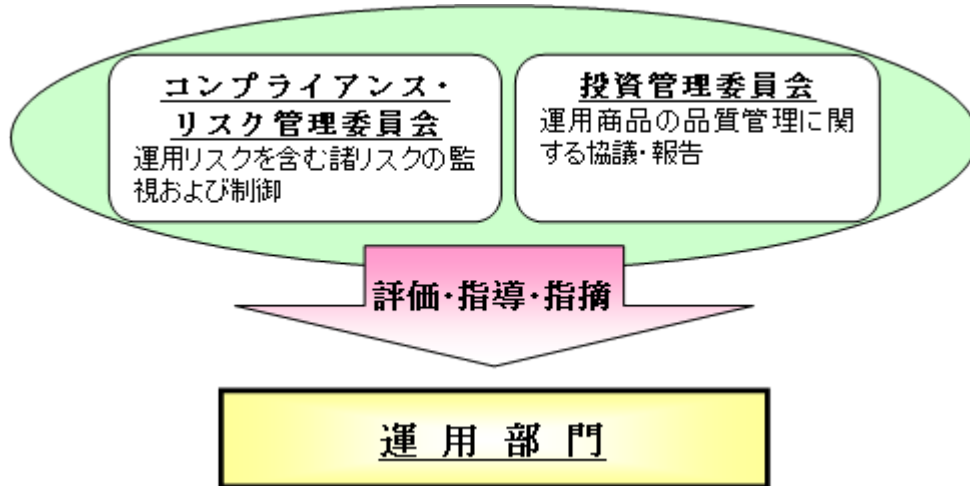 コンプライアンス・
リスク管理委員会
運用リスクを含む諸リスクの監
視および制御
投資管理委員会
運用商品の品質管理に関
する協議・報告
評価・指導・指摘
運用部門